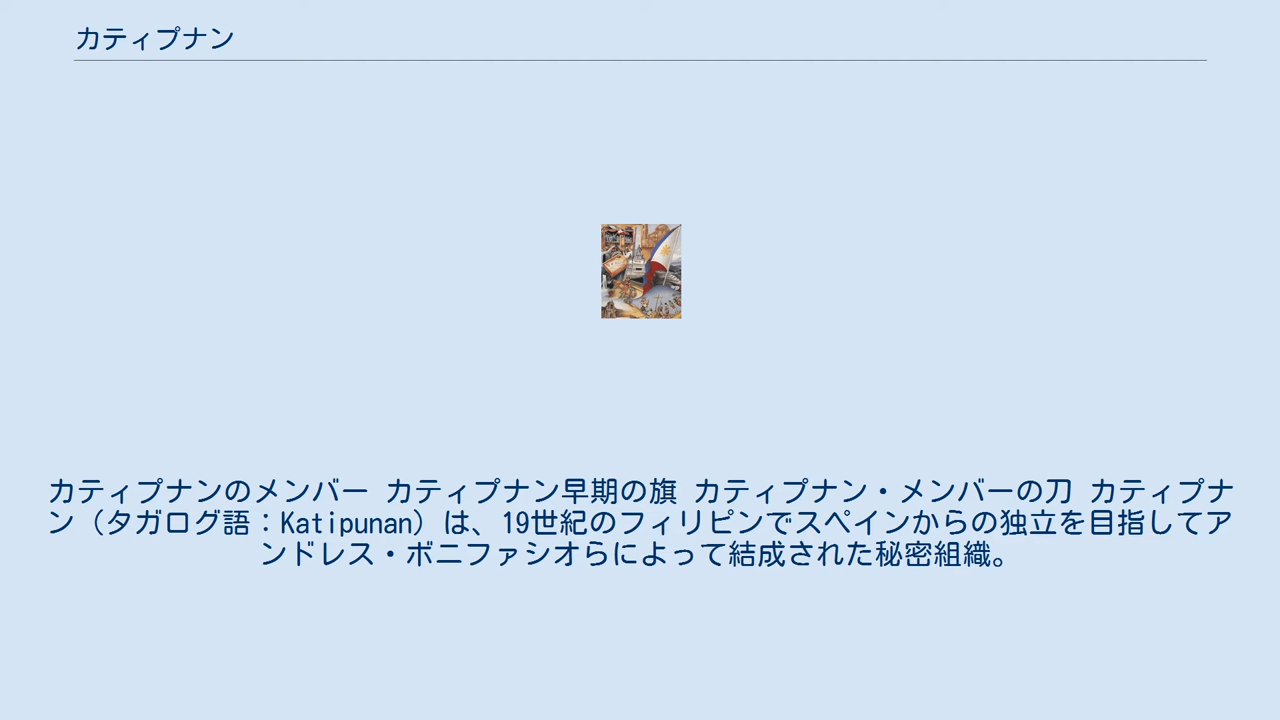 カティプナン
カティプナンのメンバー カティプナン早期の旗 カティプナン・メンバーの刀 カティプナ
ン（タガログ語：Katipunan）は、19世紀のフィリピンでスペインからの独立を目指してア
ンドレス・ボニファシオらによって結成された秘密組織。